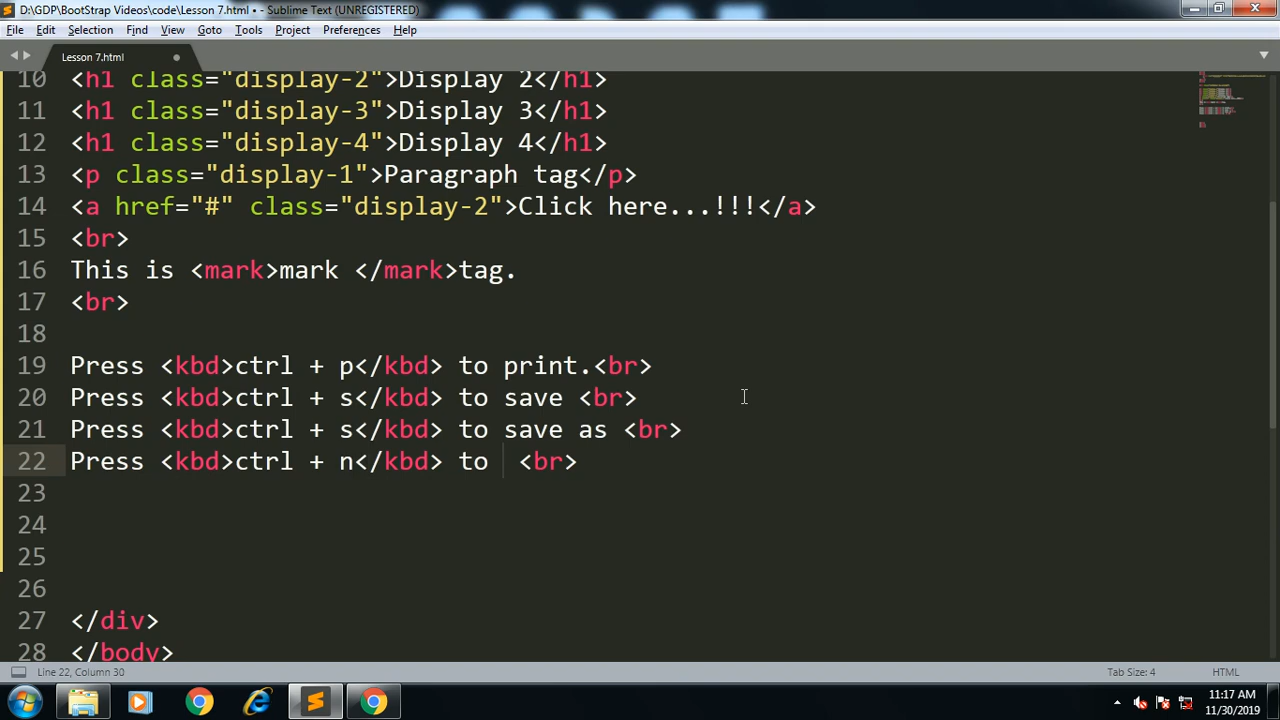 D:\GDP\BootStrap Videos\code\Lesson 7.html • - Sublime Text (UNREGISTERED)
File Edit Selection Find View Goto Tools Project Preferences Help
Lesson 7.html
10 <h1 class="display-2">Display 2</h1>
11 <h1 class="display-3">Display 3</h1>
12 <h1 class="display-4">Display 4</h1>
13 <p class="display-1">Paragraph tag</p>
14 <a href="#" class="display-2">Click here...!!!</a>
15 <br>
16 This is <mark>mark </mark>tag.
17 <br>
18
19 Press <kbd>ctrl + p</kbd> to print.<br>
20 Press <kbd>ctrl + s</kbd> to save <br>
21 Press <kbd>ctrl + s</kbd> to save as <br>
22 Press <kbd>ctrl + n</kbd> to  <br>
23
24
25
26
27 </div>
28 </body>
Line 22, Column 30 Tab Size: 4 HTML
11:17 AM
11/30/2019